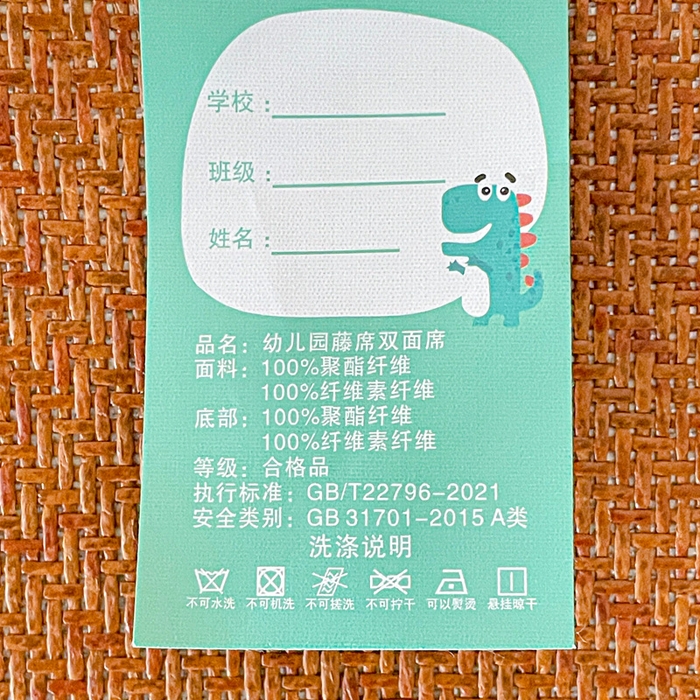 学校：
班级：
姓名：
品名：幼儿园藤席双面席
面料：100%聚酯纤维
100%纤维素纤维
底部：100%聚酯纤维
100%纤维素纤维
等级：合格品
执行标准：GB/T22796-2021
安全类别：GB 31701-2015 A类
洗涤说明
不可水洗 不可机洗 不可搓洗 不可拧干 可以熨烫 悬挂晾干